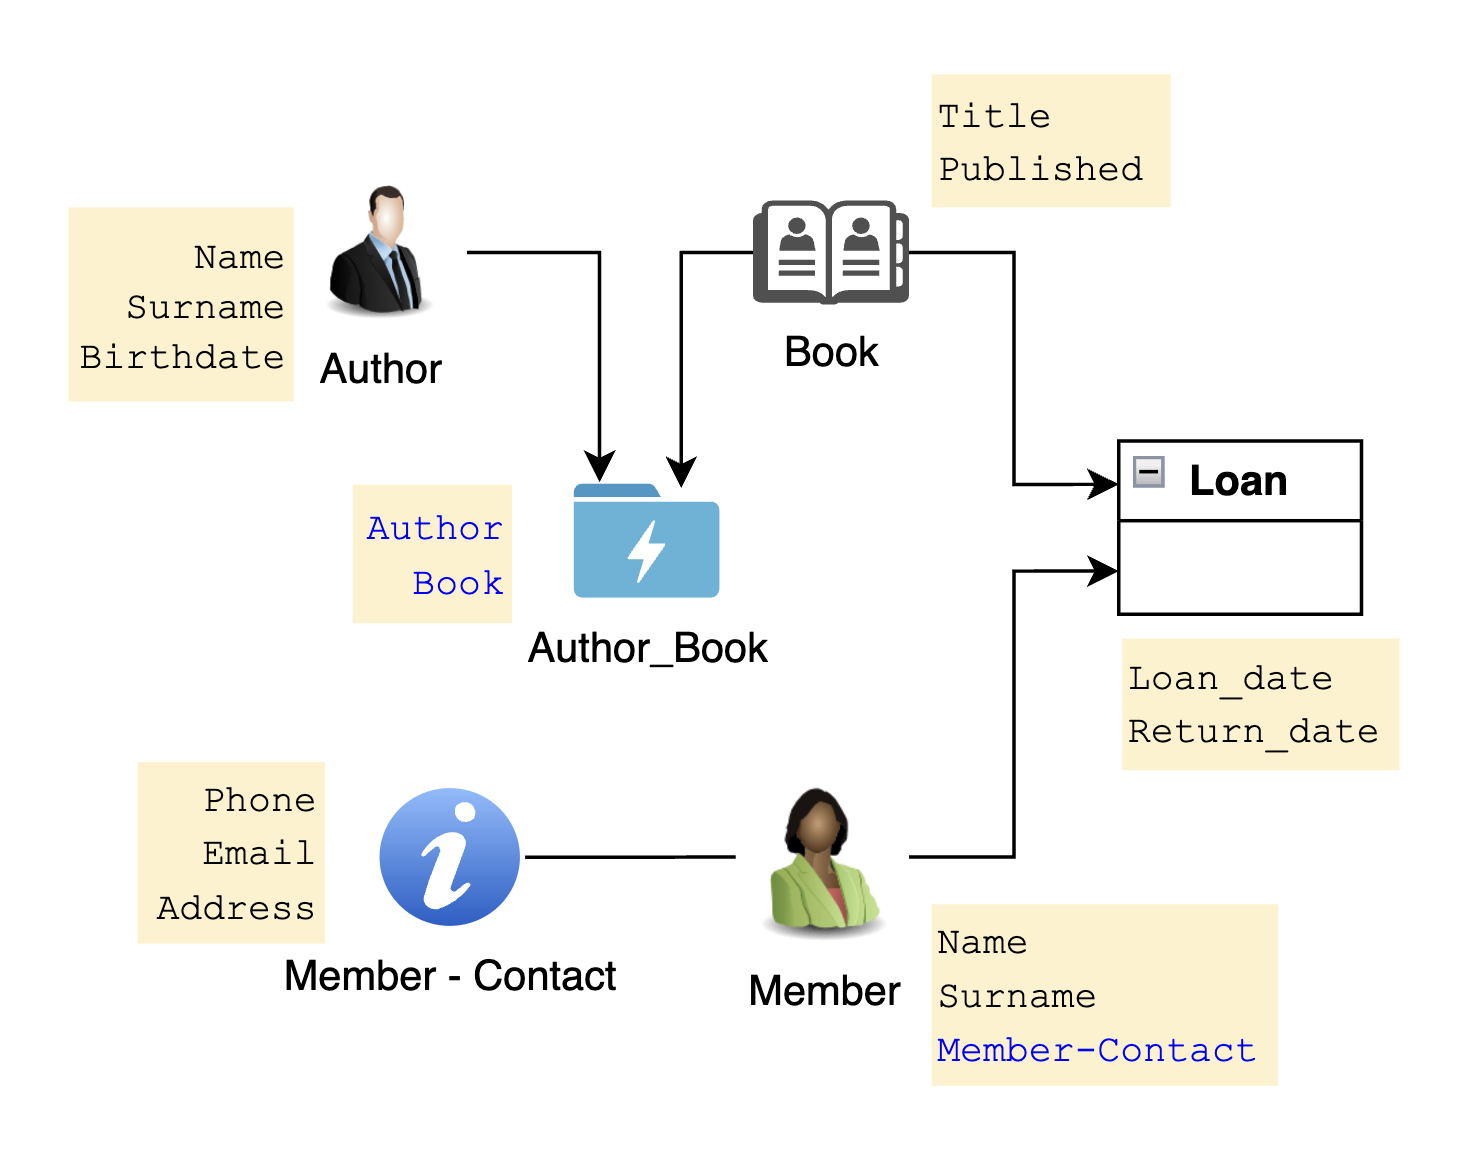 Title
Published
Name
Surname
Birthdate
Author
Book
Loan
Author
Book
Author_Book
Loan_date
Return_date
Phone
Email
Address
Member - Contact
Member
Name
Surname
Member-Contact